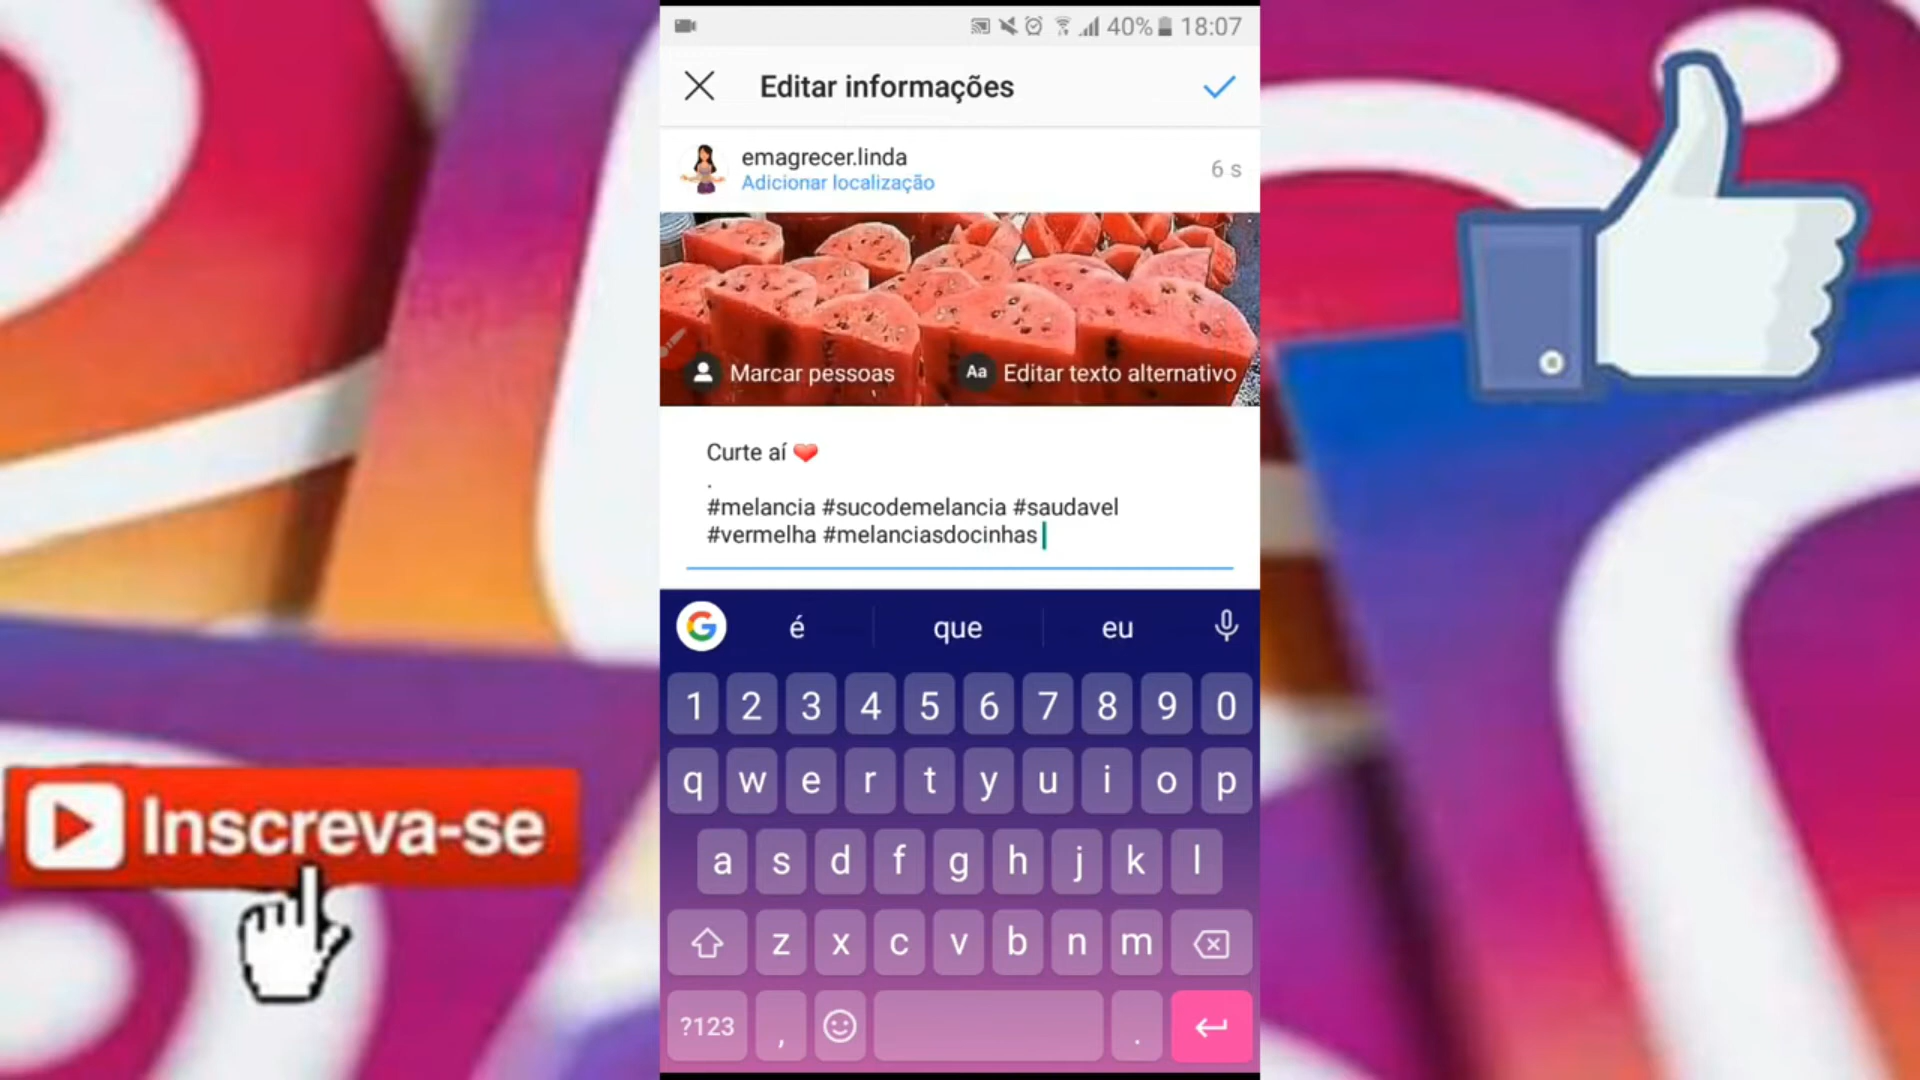 40% 18:07
Editar informações
emagrecer.linda
Adicionar localização
6 s
Marcar pessoas
Aa Editar texto alternativo
Curte aí ❤
.
#melancia #sucodemelancia #saudavel
#vermelha #melanciasdocinhas
G é que eu
1 2 3 4 5 6 7 8 9 0
q w e r t y u i o p
a s d f g h j k l
z x c v b n m
?123 , .
Inscreva-se